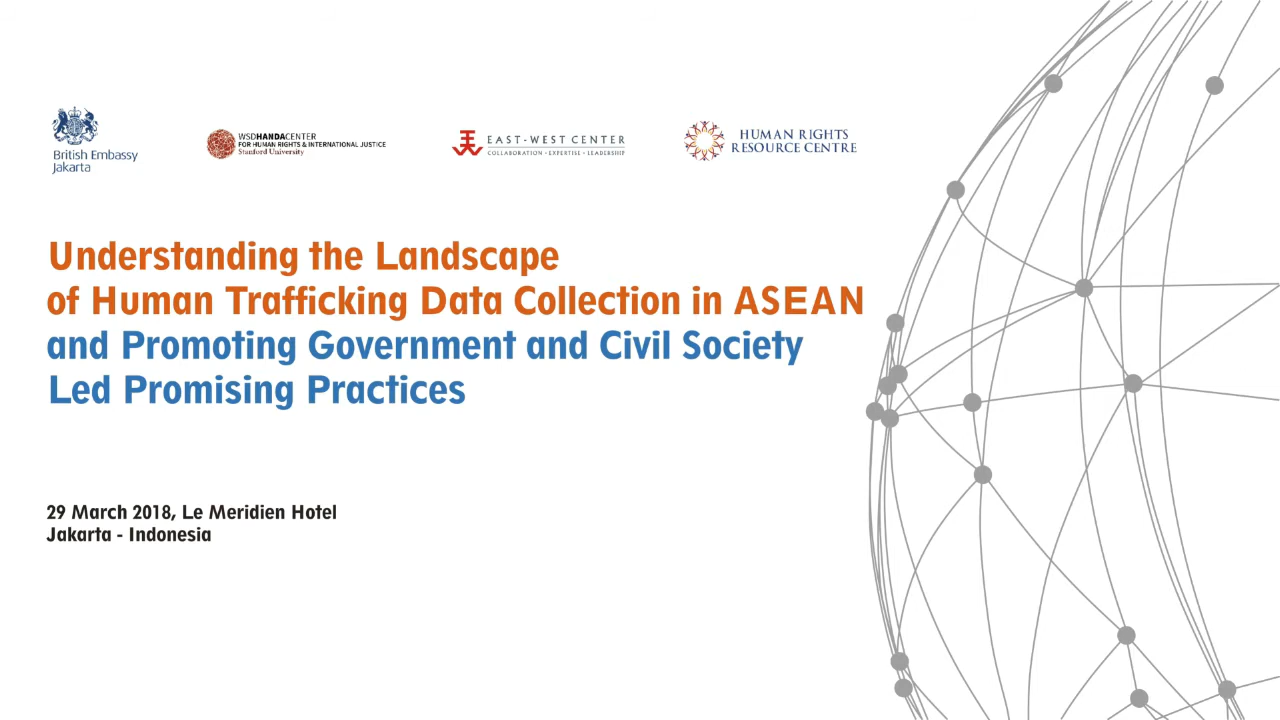 British Embassy
Jakarta
WSDHANDACENTER
FOR HUMAN RIGHTS & INTERNATIONAL JUSTICE
Stanford University
EAST-WEST CENTER
COLLABORATION • EXPERTISE • LEADERSHIP
HUMAN RIGHTS
RESOURCE CENTRE
Understanding the Landscape
of Human Trafficking Data Collection in ASEAN
and Promoting Government and Civil Society
Led Promising Practices
29 March 2018, Le Meridien Hotel
Jakarta - Indonesia